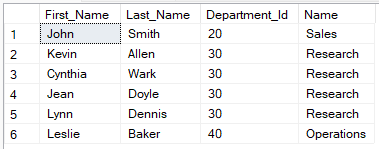 First_Name Last_Name Department_Id Name
1 John Smith 20 Sales
2 Kevin Allen 30 Research
3 Cynthia Wark 30 Research
4 Jean Doyle 30 Research
5 Lynn Dennis 30 Research
6 Leslie Baker 40 Operations